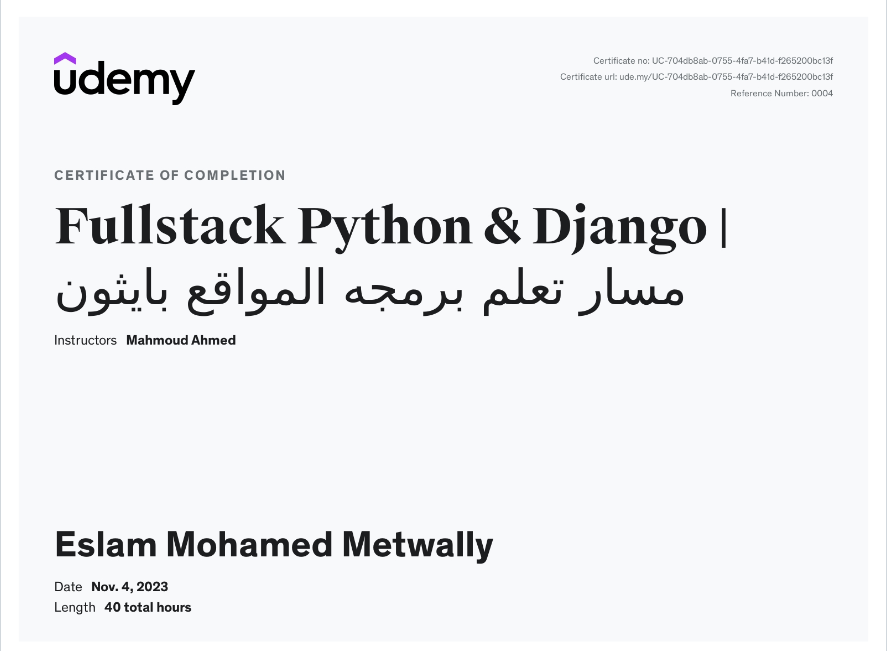 udemy
Certificate no: UC-704db8ab-0755-4fa7-b41d-f265200bc13f
Certificate url: ude.my/UC-704db8ab-0755-4fa7-b41d-f265200bc13f
Reference Number: 0004
CERTIFICATE OF COMPLETION
Fullstack Python & Django |
مسار تعلم برمجه المواقع بايثون
Instructors Mahmoud Ahmed
Eslam Mohamed Metwally
Date Nov. 4, 2023
Length 40 total hours